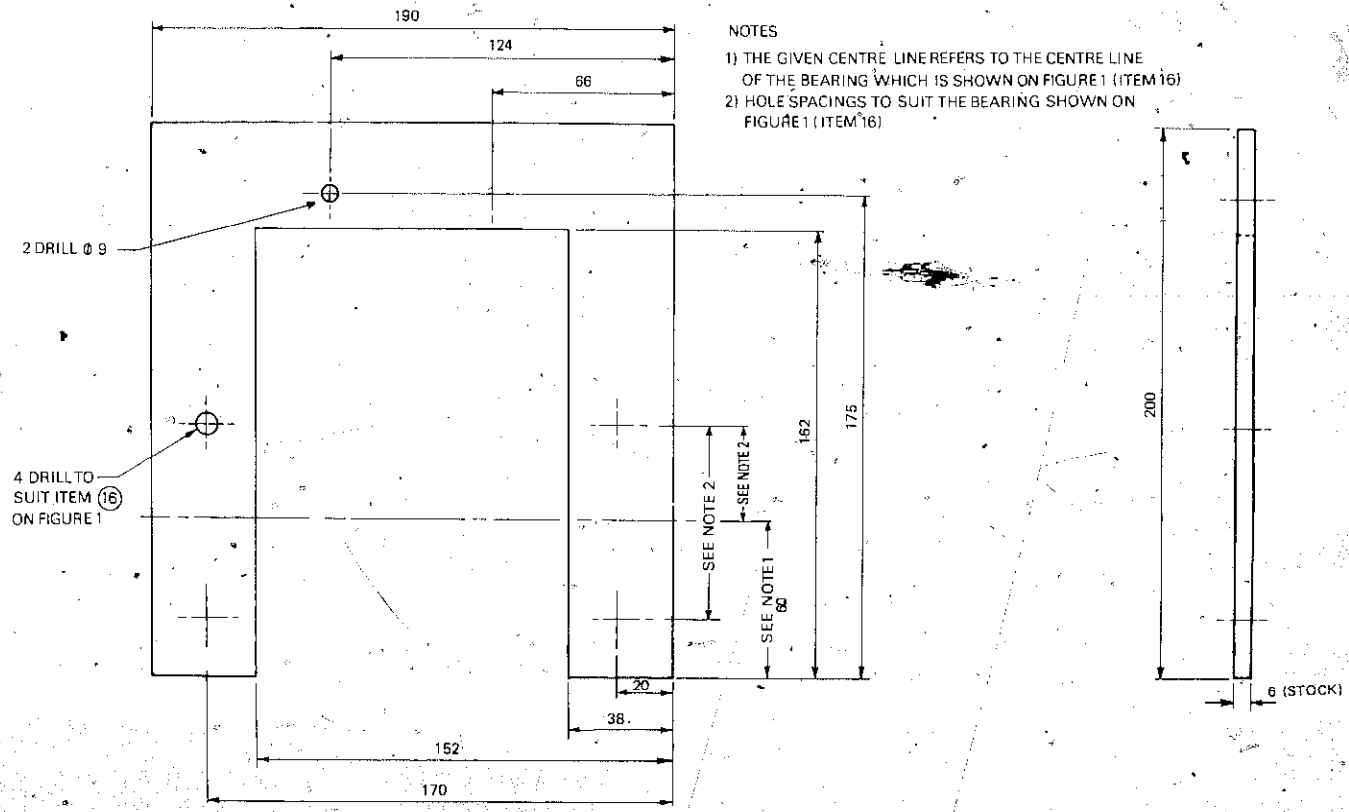 190
124
66
NOTES
1) THE GIVEN CENTRE LINE REFERS TO THE CENTRE LINE
OF THE BEARING WHICH IS SHOWN ON FIGURE 1 (ITEM 16)
2) HOLE SPACINGS TO SUIT THE BEARING SHOWN ON
FIGURE 1 (ITEM 16)
2 DRILL Ø 9
4 DRILL TO
SUIT ITEM 16
ON FIGURE 1
SEE NOTE 2
SEE NOTE 2
SEE NOTE 1
60
162
175
200
6 (STOCK)
20
38.
152
170